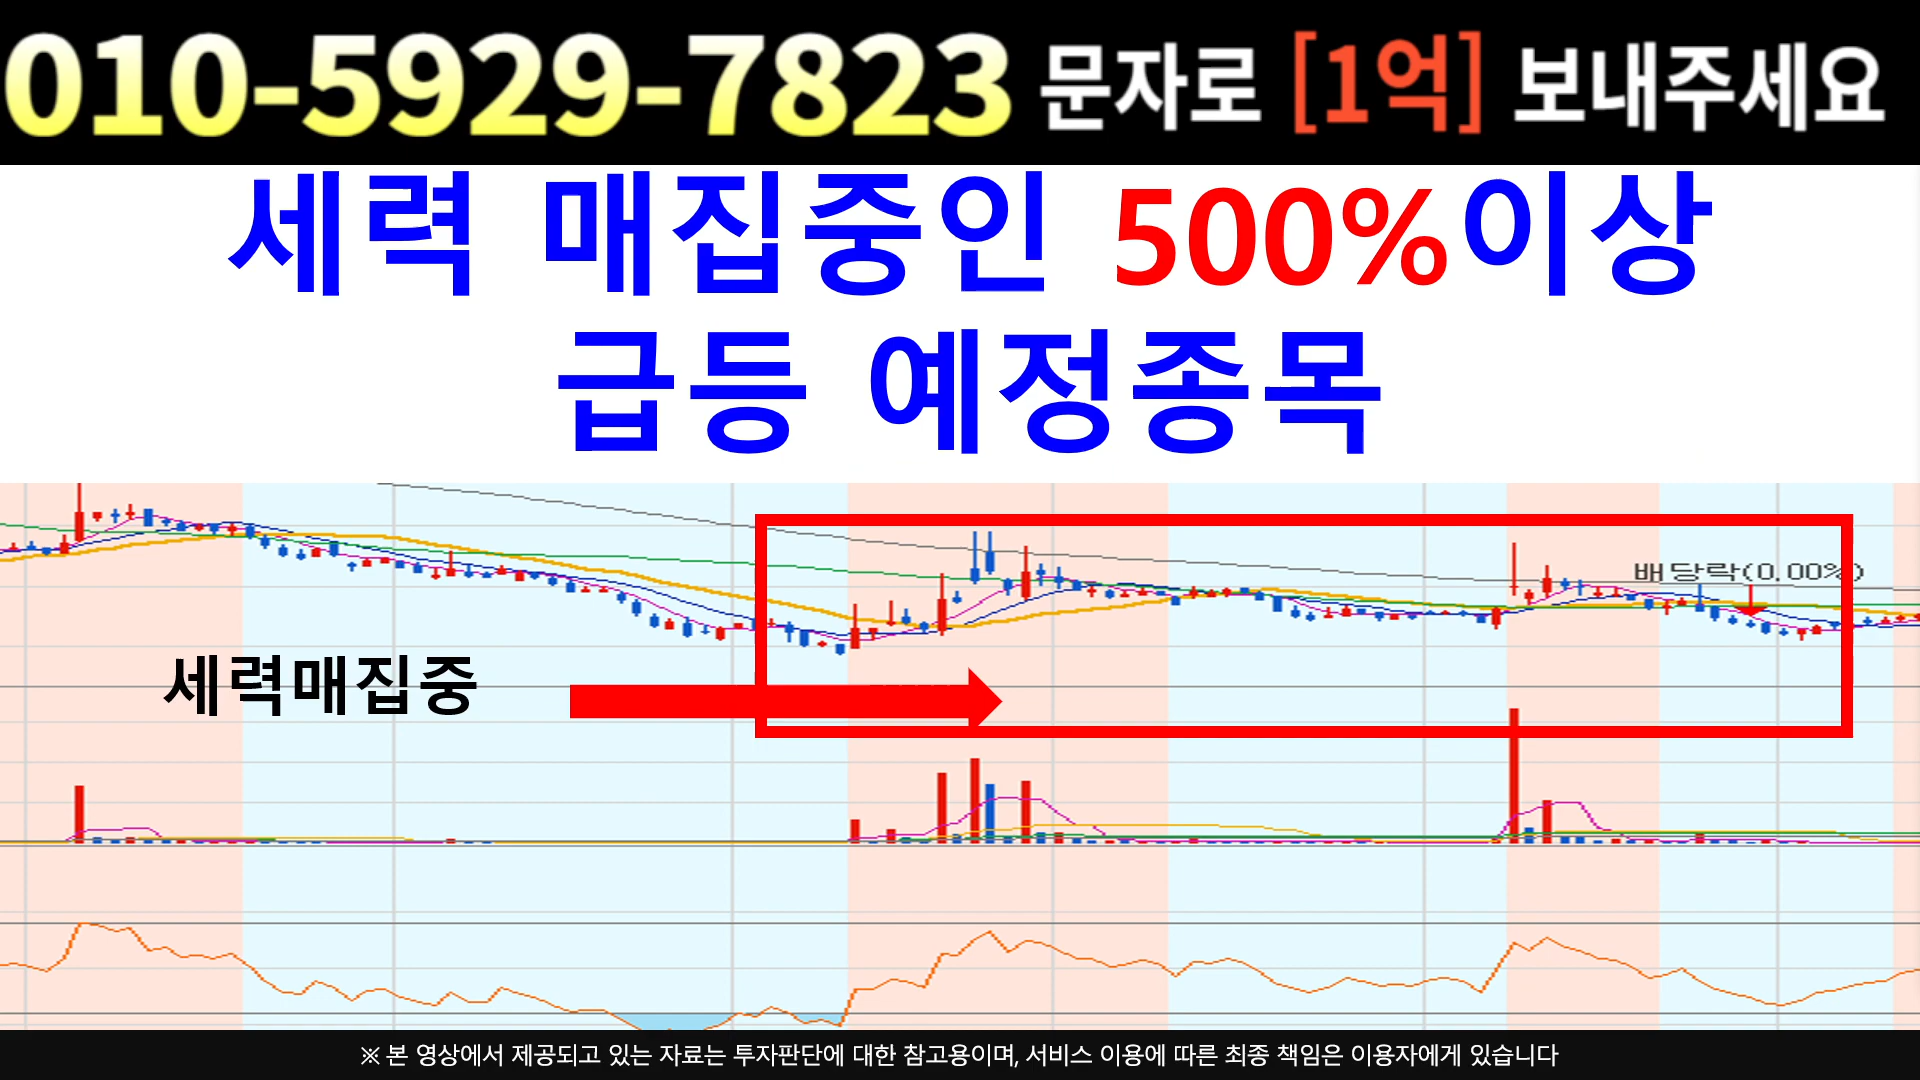 010-5929-7823 문자로 [1억] 보내주세요
세력 매집중인 500%이상
급등 예정종목
배당락(0.00%)
세력매집중
※ 본 영상에서 제공되고 있는 자료는 투자판단에 대한 참고용이며, 서비스 이용에 따른 최종 책임은 이용자에게 있습니다